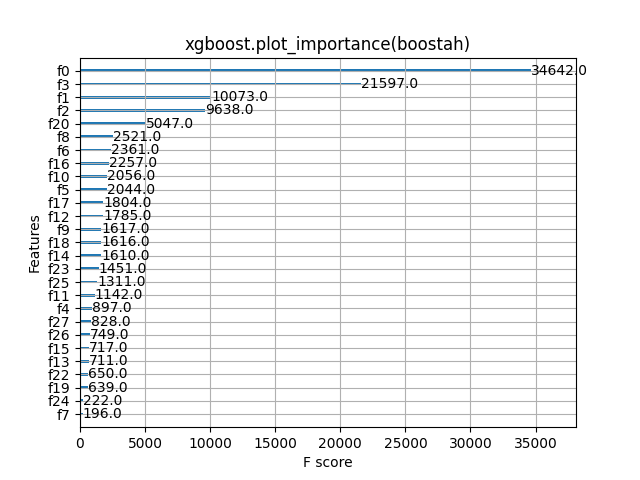 xgboost.plot_importance(boostah)
f0 34642.0
f3 21597.0
f1 10073.0
f2 9638.0
f20 5047.0
f8 2521.0
f6 2361.0
f16 2257.0
f10 2056.0
f5 2044.0
f17 1804.0
f12 1785.0
f9 1617.0
f18 1616.0
f14 1610.0
f23 1451.0
f25 1311.0
f11 1142.0
f4 897.0
f27 828.0
f26 749.0
f15 717.0
f13 711.0
f22 650.0
f19 639.0
f24 222.0
f7 196.0
Features
0 5000 10000 15000 20000 25000 30000 35000
F score